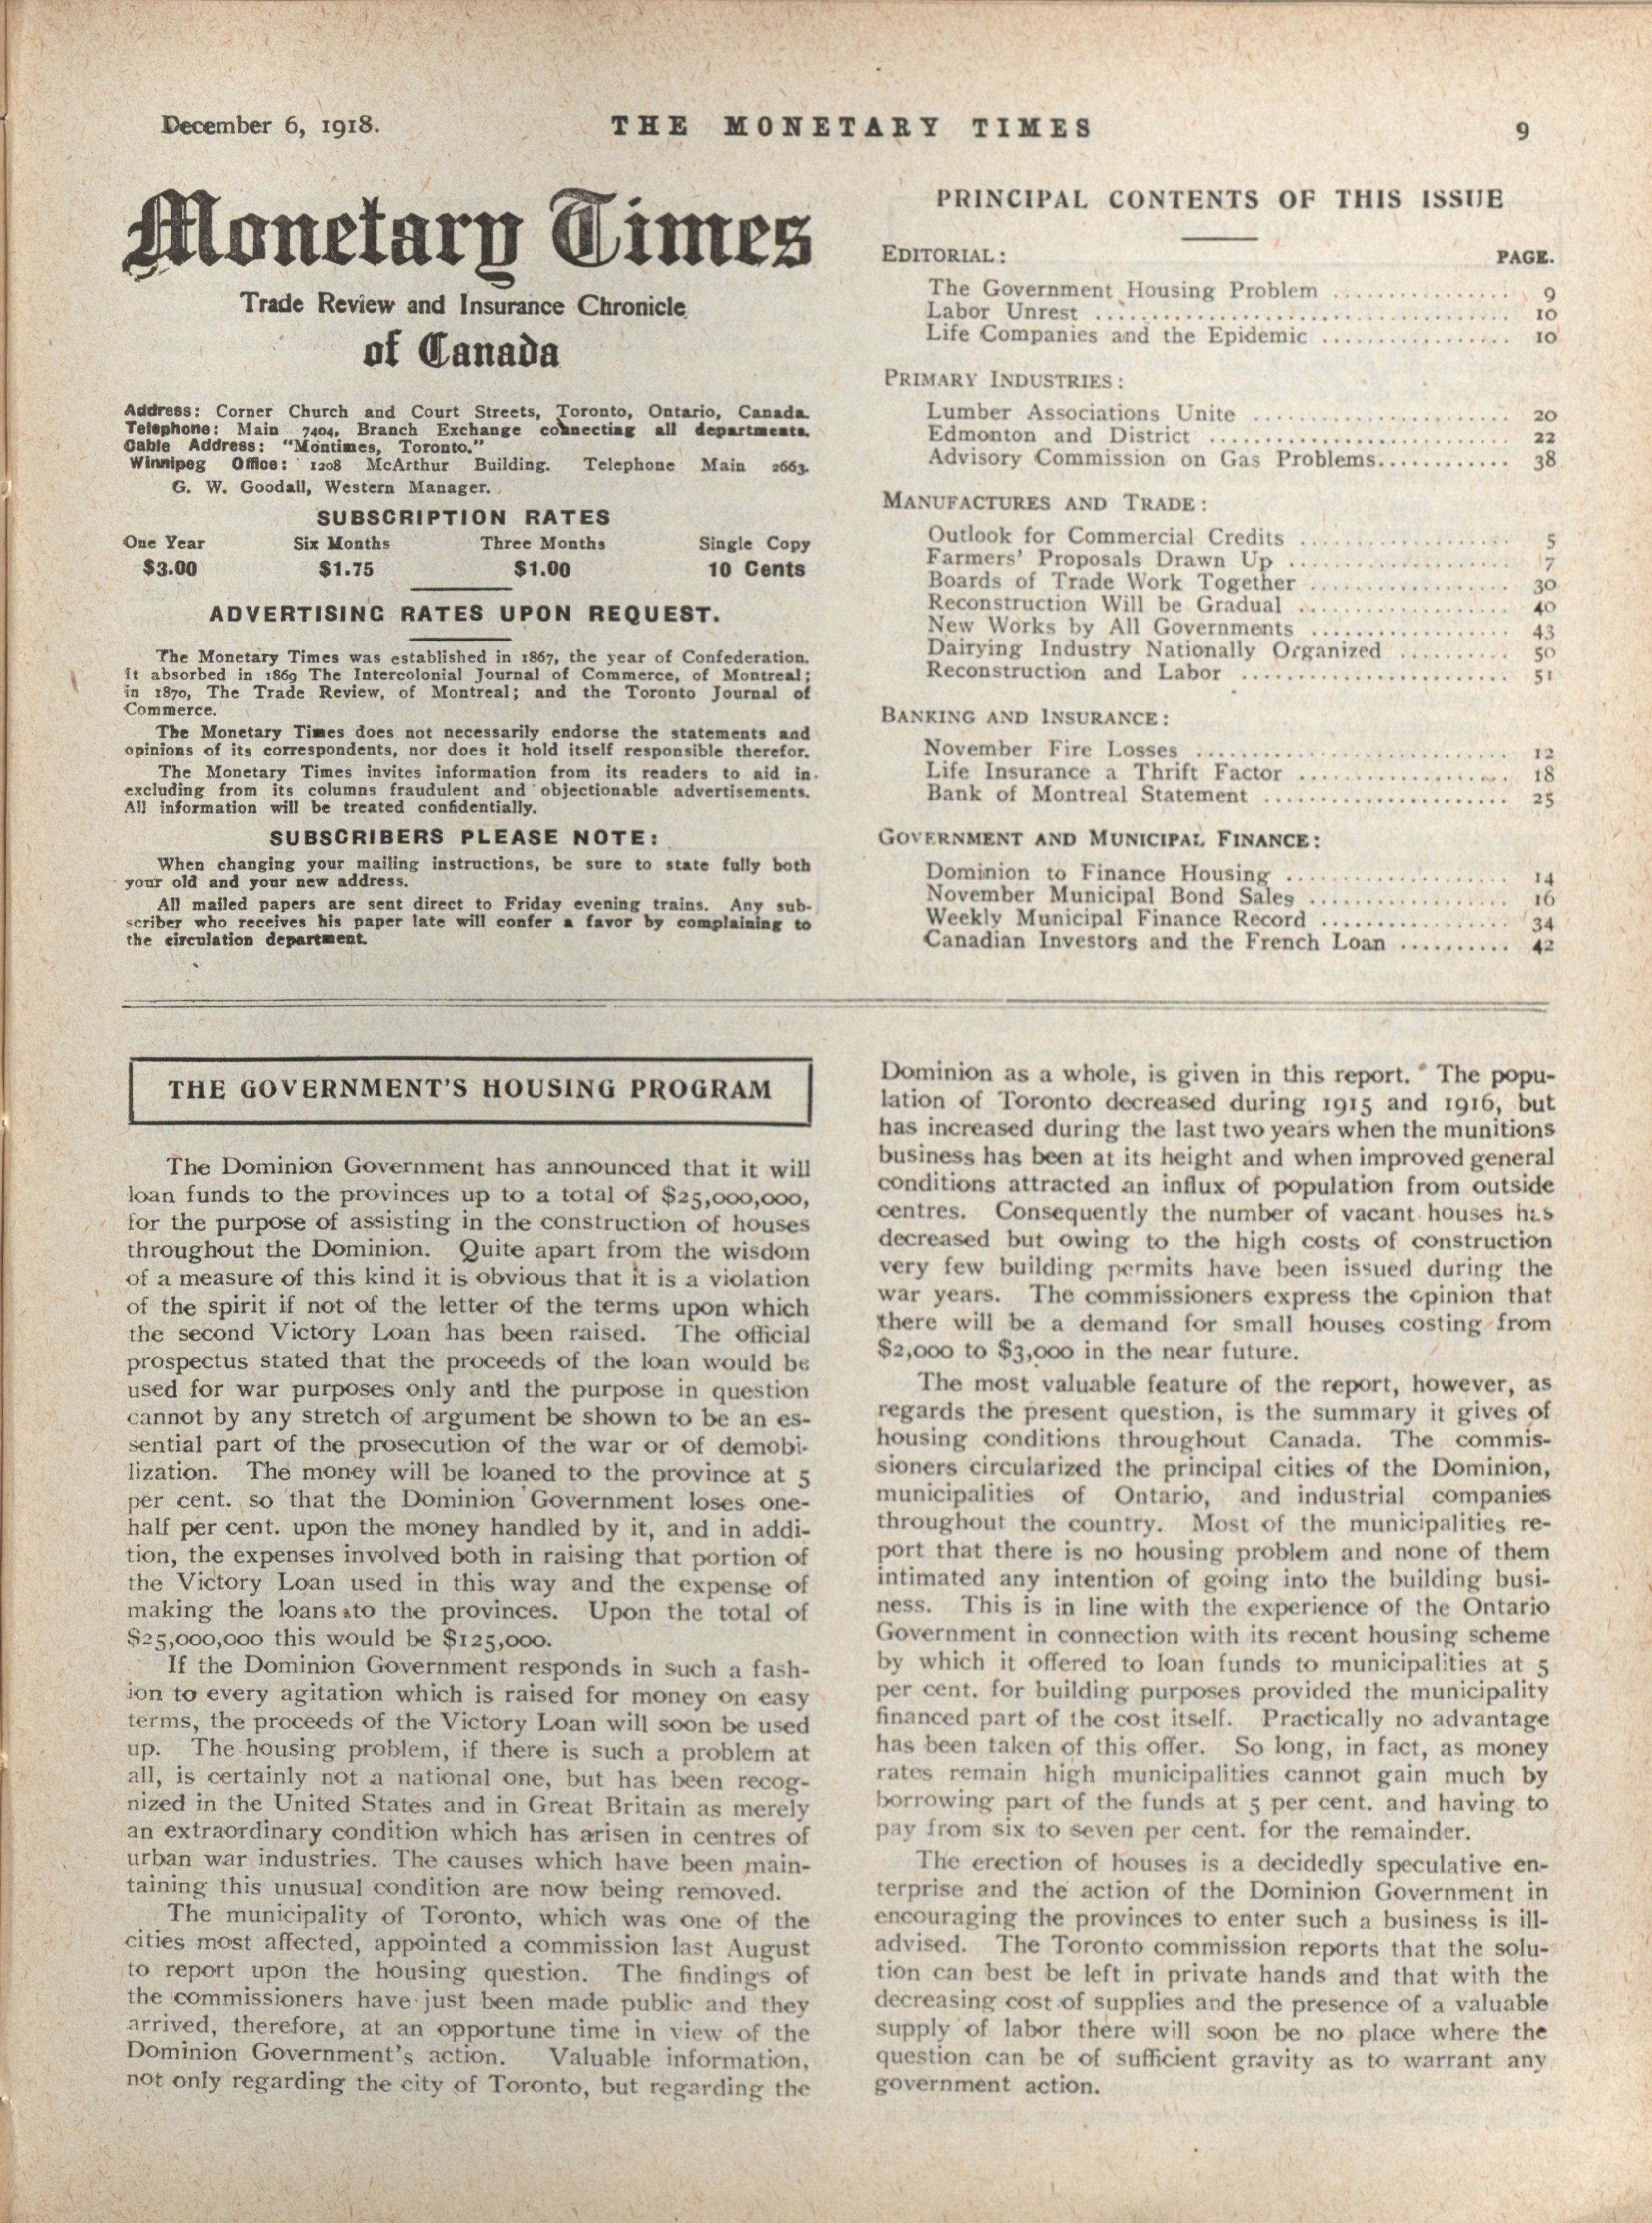 December 6, 1918.
THE MONETARY TIMES
9
Monetary Times
Trade Review and Insurance Chronicle
of Canada
Address: Corner Church and Court Streets, Toronto, Ontario, Canada.
Telephone: Main 7404, Branch Exchange connecting all departments.
Cable Address: "Montimes, Toronto."
Winnipeg Office: 1208 McArthur Building. Telephone Main 2663.
G. W. Goodall, Western Manager.
SUBSCRIPTION RATES
One Year Six Months Three Months Single Copy
$3.00 $1.75 $1.00 10 Cents
ADVERTISING RATES UPON REQUEST.
The Monetary Times was established in 1867, the year of Confederation.
It absorbed in 1869 The Intercolonial Journal of Commerce, of Montreal;
in 1870, The Trade Review, of Montreal; and the Toronto Journal of
Commerce.
The Monetary Times does not necessarily endorse the statements and
opinions of its correspondents, nor does it hold itself responsible therefor.
The Monetary Times invites information from its readers to aid in
excluding from its columns fraudulent and objectionable advertisements.
All information will be treated confidentially.
SUBSCRIBERS PLEASE NOTE:
When changing your mailing instructions, be sure to state fully both
your old and your new address.
All mailed papers are sent direct to Friday evening trains. Any sub-
scriber who receives his paper late will confer a favor by complaining to
the circulation department.
PRINCIPAL CONTENTS OF THIS ISSUE
EDITORIAL: PAGE.
The Government Housing Problem ................ 9
Labor Unrest ....................................... 10
Life Companies and the Epidemic ................. 10
PRIMARY INDUSTRIES:
Lumber Associations Unite ........................ 20
Edmonton and District ............................ 22
Advisory Commission on Gas Problems............ 38
MANUFACTURES AND TRADE:
Outlook for Commercial Credits ................... 5
Farmers' Proposals Drawn Up ..................... 7
Boards of Trade Work Together .................. 30
Reconstruction Will be Gradual ................... 40
New Works by All Governments .................. 43
Dairying Industry Nationally Organized .......... 50
Reconstruction and Labor ........................ 51
BANKING AND INSURANCE:
November Fire Losses .............................. 12
Life Insurance a Thrift Factor .................... 18
Bank of Montreal Statement ....................... 25
GOVERNMENT AND MUNICIPAL FINANCE:
Dominion to Finance Housing ..................... 14
November Municipal Bond Sales ................... 16
Weekly Municipal Finance Record ................. 34
Canadian Investors and the French Loan .......... 42
THE GOVERNMENT'S HOUSING PROGRAM
The Dominion Government has announced that it will
loan funds to the provinces up to a total of $25,000,000,
for the purpose of assisting in the construction of houses
throughout the Dominion. Quite apart from the wisdom
of a measure of this kind it is obvious that it is a violation
of the spirit if not of the letter of the terms upon which
the second Victory Loan has been raised. The official
prospectus stated that the proceeds of the loan would be
used for war purposes only and the purpose in question
cannot by any stretch of argument be shown to be an es-
sential part of the prosecution of the war or of demobi-
lization. The money will be loaned to the province at 5
per cent. so that the Dominion Government loses one-
half per cent. upon the money handled by it, and in addi-
tion, the expenses involved both in raising that portion of
the Victory Loan used in this way and the expense of
making the loans to the provinces. Upon the total of
$25,000,000 this would be $125,000.
If the Dominion Government responds in such a fash-
ion to every agitation which is raised for money on easy
terms, the proceeds of the Victory Loan will soon be used
up. The housing problem, if there is such a problem at
all, is certainly not a national one, but has been recog-
nized in the United States and in Great Britain as merely
an extraordinary condition which has arisen in centres of
urban war industries. The causes which have been main-
taining this unusual condition are now being removed.
The municipality of Toronto, which was one of the
cities most affected, appointed a commission last August
to report upon the housing question. The findings of
the commissioners have just been made public and they
arrived, therefore, at an opportune time in view of the
Dominion Government's action. Valuable information,
not only regarding the city of Toronto, but regarding the
Dominion as a whole, is given in this report. The popu-
lation of Toronto decreased during 1915 and 1916, but
has increased during the last two years when the munitions
business has been at its height and when improved general
conditions attracted an influx of population from outside
centres. Consequently the number of vacant houses has
decreased but owing to the high costs of construction
very few building permits have been issued during the
war years. The commissioners express the opinion that
there will be a demand for small houses costing from
$2,000 to $3,000 in the near future.
The most valuable feature of the report, however, as
regards the present question, is the summary it gives of
housing conditions throughout Canada. The commis-
sioners circularized the principal cities of the Dominion,
municipalities of Ontario, and industrial companies
throughout the country. Most of the municipalities re-
port that there is no housing problem and none of them
intimated any intention of going into the building busi-
ness. This is in line with the experience of the Ontario
Government in connection with its recent housing scheme
by which it offered to loan funds to municipalities at 5
per cent. for building purposes provided the municipality
financed part of the cost itself. Practically no advantage
has been taken of this offer. So long, in fact, as money
rates remain high municipalities cannot gain much by
borrowing part of the funds at 5 per cent. and having to
pay from six to seven per cent. for the remainder.
The erection of houses is a decidedly speculative en-
terprise and the action of the Dominion Government in
encouraging the provinces to enter such a business is ill-
advised. The Toronto commission reports that the solu-
tion can best be left in private hands and that with the
decreasing cost of supplies and the presence of a valuable
supply of labor there will soon be no place where the
question can be of sufficient gravity as to warrant any
government action.